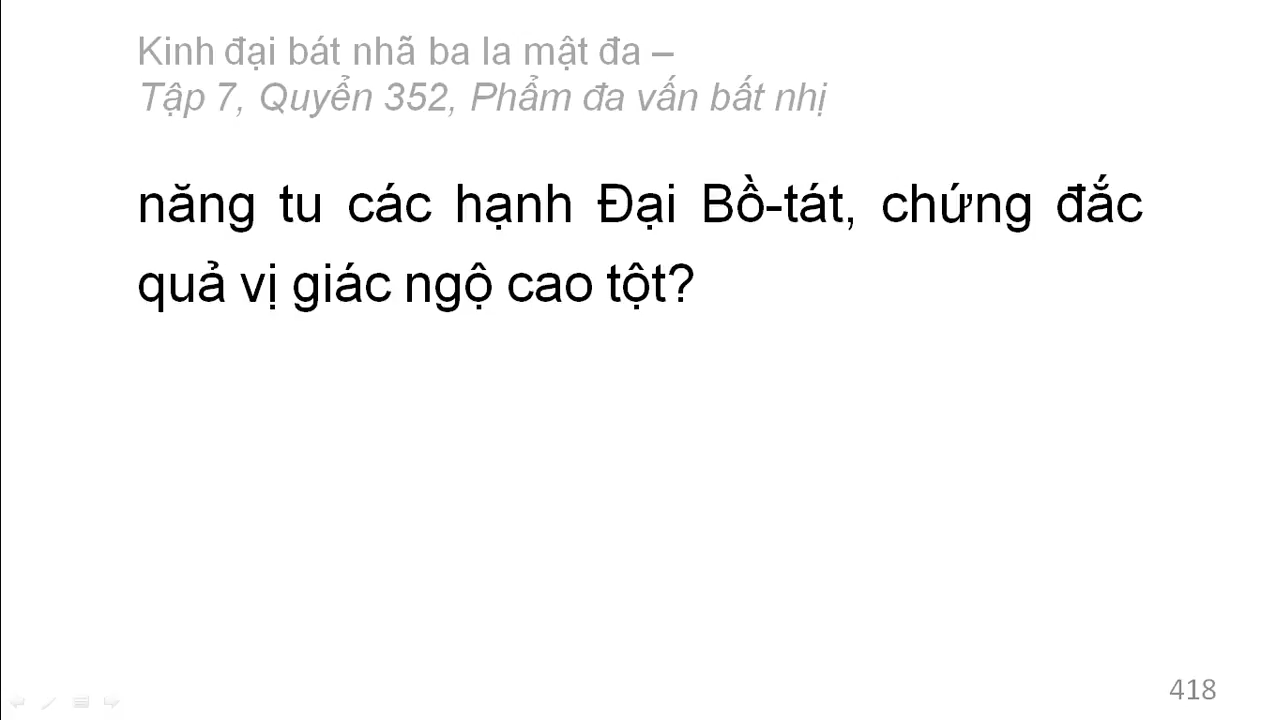 Kinh đại bát nhã ba la mật đa –
Tập 7, Quyển 352, Phẩm đa vấn bất nhị
năng tu các hạnh Đại Bồ-tát, chứng đắc
quả vị giác ngộ cao tột?
418